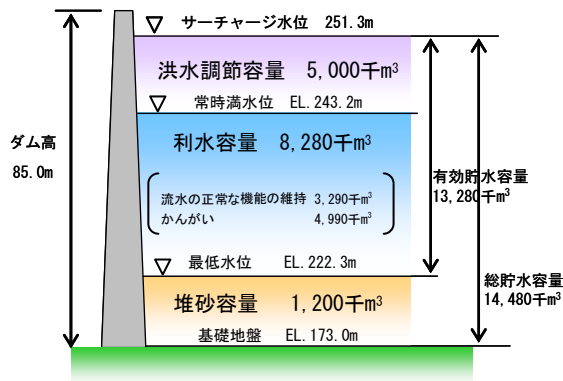 サーチャージ水位 251.3m
洪水調節容量 5,000千m³
常時満水位 EL.243.2m
ダム高
85.0m
利水容量 8,280千m³
流水の正常な機能の維持 3,290千m³
かんがい 4,990千m³
有効貯水容量
13,280千m³
最低水位 EL.222.3m
堆砂容量 1,200千m³
総貯水容量
14,480千m³
基礎地盤 EL.173.0m